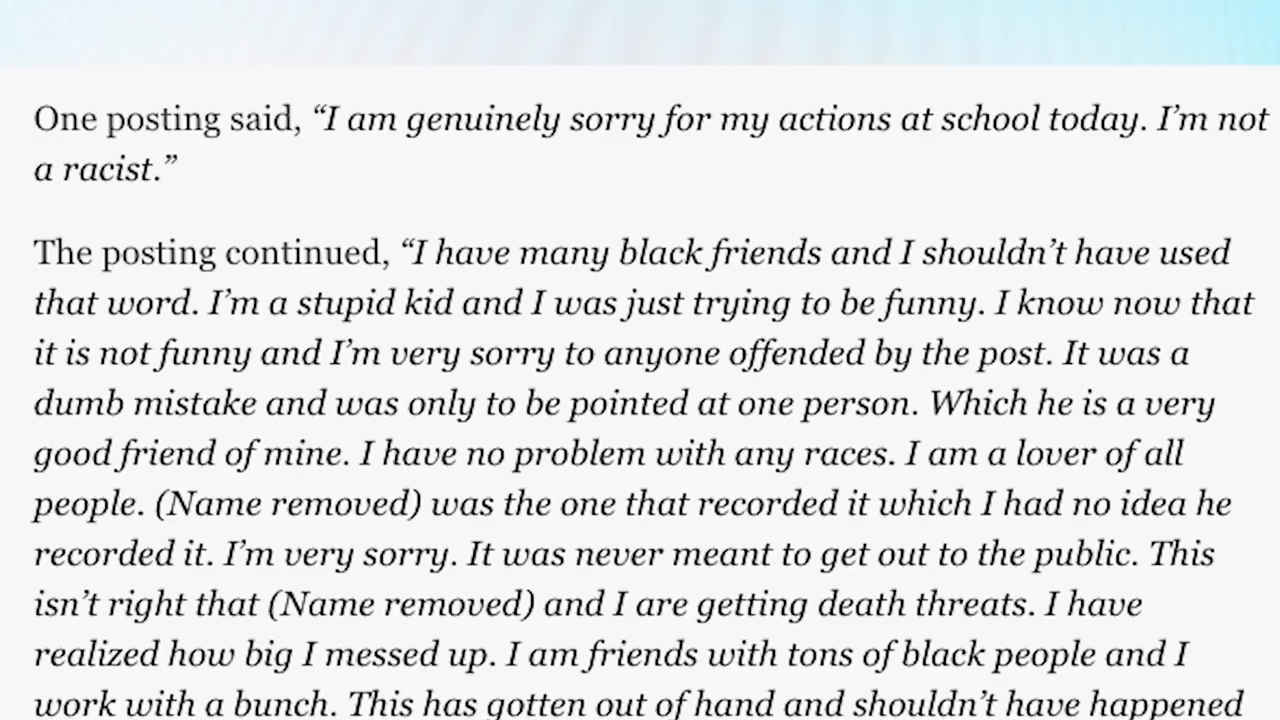 One posting said, “I am genuinely sorry for my actions at school today. I’m not
a racist.”
The posting continued, “I have many black friends and I shouldn’t have used
that word. I’m a stupid kid and I was just trying to be funny. I know now that
it is not funny and I’m very sorry to anyone offended by the post. It was a
dumb mistake and was only to be pointed at one person. Which he is a very
good friend of mine. I have no problem with any races. I am a lover of all
people. (Name removed) was the one that recorded it which I had no idea he
recorded it. I’m very sorry. It was never meant to get out to the public. This
isn’t right that (Name removed) and I are getting death threats. I have
realized how big I messed up. I am friends with tons of black people and I
work with a bunch. This has gotten out of hand and shouldn’t have happened